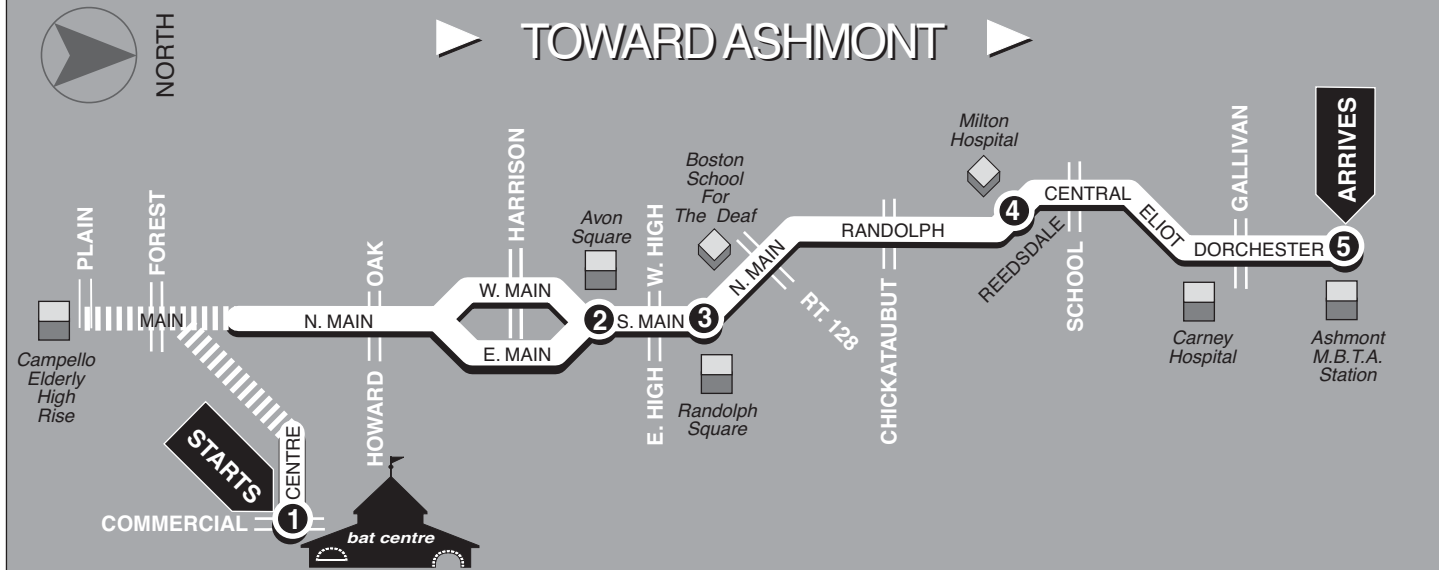 TOWARD ASHMONT
NORTH
PLAIN
FOREST
MAIN
Campello
Elderly
High
Rise
STARTS
CENTRE
COMMERCIAL
1
bat centre
N. MAIN
HOWARD
OAK
HARRISON
W. MAIN
E. MAIN
Avon
Square
2
S. MAIN
E. HIGH
W. HIGH
3
Boston
School
For
The Deaf
Randolph
Square
N. MAIN
RT. 128
RANDOLPH
CHICKATAUBUT
Milton
Hospital
4
REEDSDALE
CENTRAL
SCHOOL
ELIOT
DORCHESTER
GALLIVAN
Carney
Hospital
5
ARRIVES
Ashmont
M.B.T.A.
Station